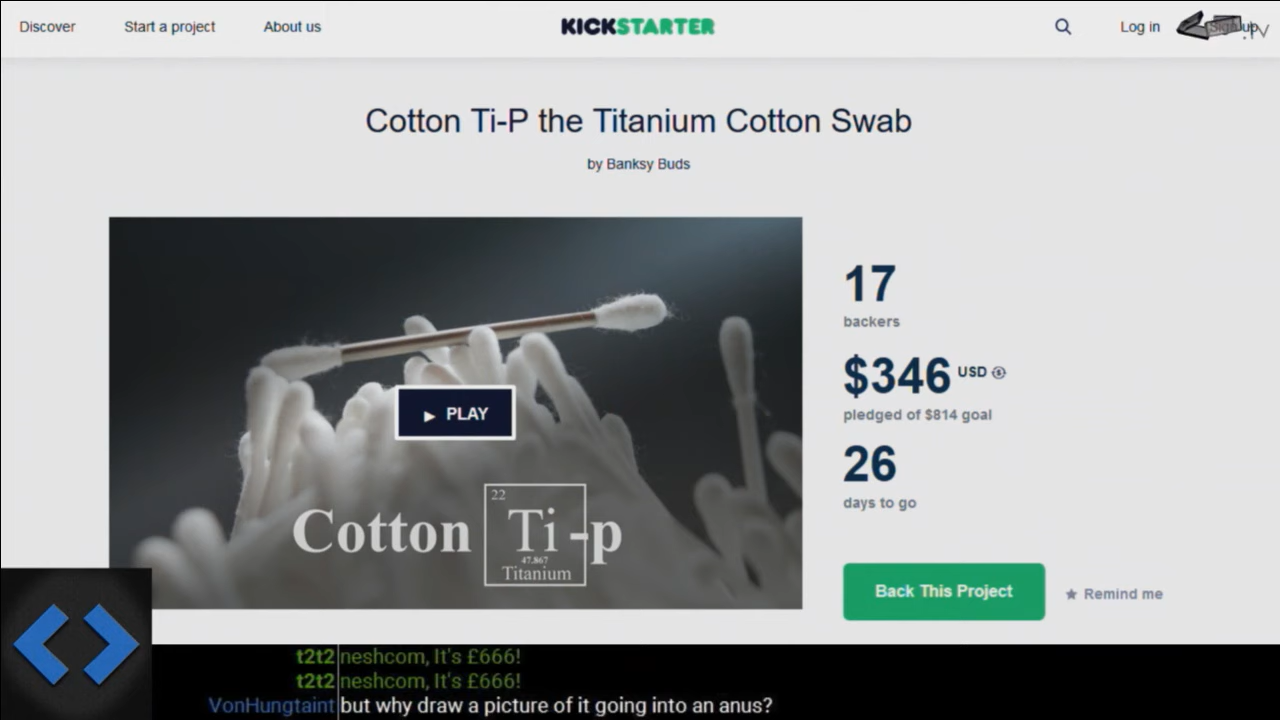 Discover Start a project About us KICKSTARTER Log in Sign up
.TV
Cotton Ti-P the Titanium Cotton Swab
by Banksy Buds
17
backers
$346 USD
pledged of $814 goal
26
days to go
PLAY
22
Cotton Ti-p
47.867
Titanium
Back This Project Remind me
t2t2 neshcom, It's £666!
t2t2 neshcom, It's £666!
VonHungtaint but why draw a picture of it going into an anus?